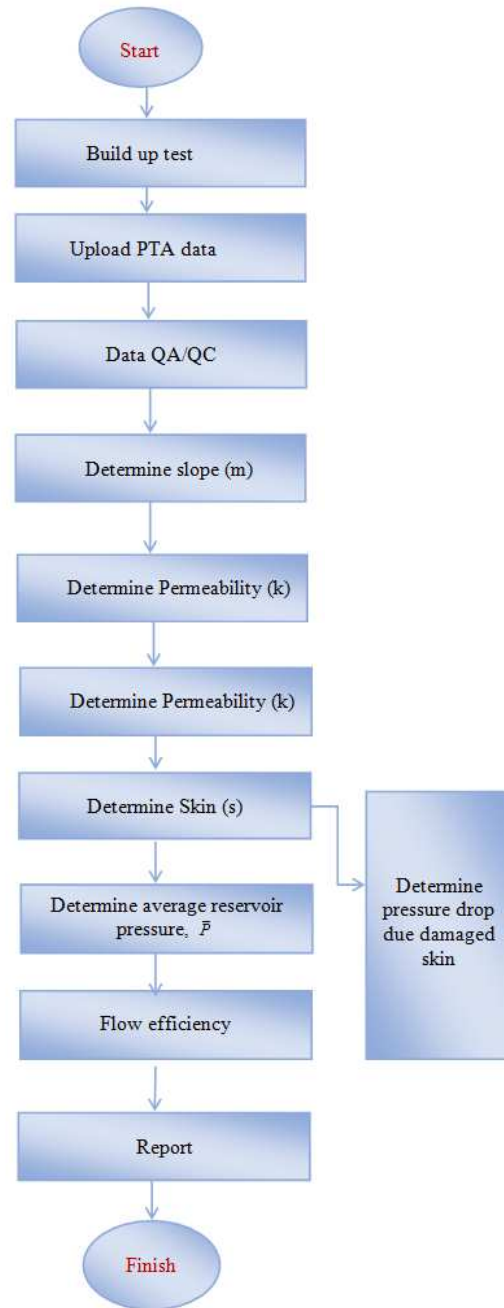 Start
Build up test
Upload PTA data
Data QA/QC
Determine slope (m)
Determine Permeability (k)
Determine Permeability (k)
Determine Skin (s)
Determine
pressure drop
due damaged
skin
Determine average reservoir
pressure, P̄
Flow efficiency
Report
Finish